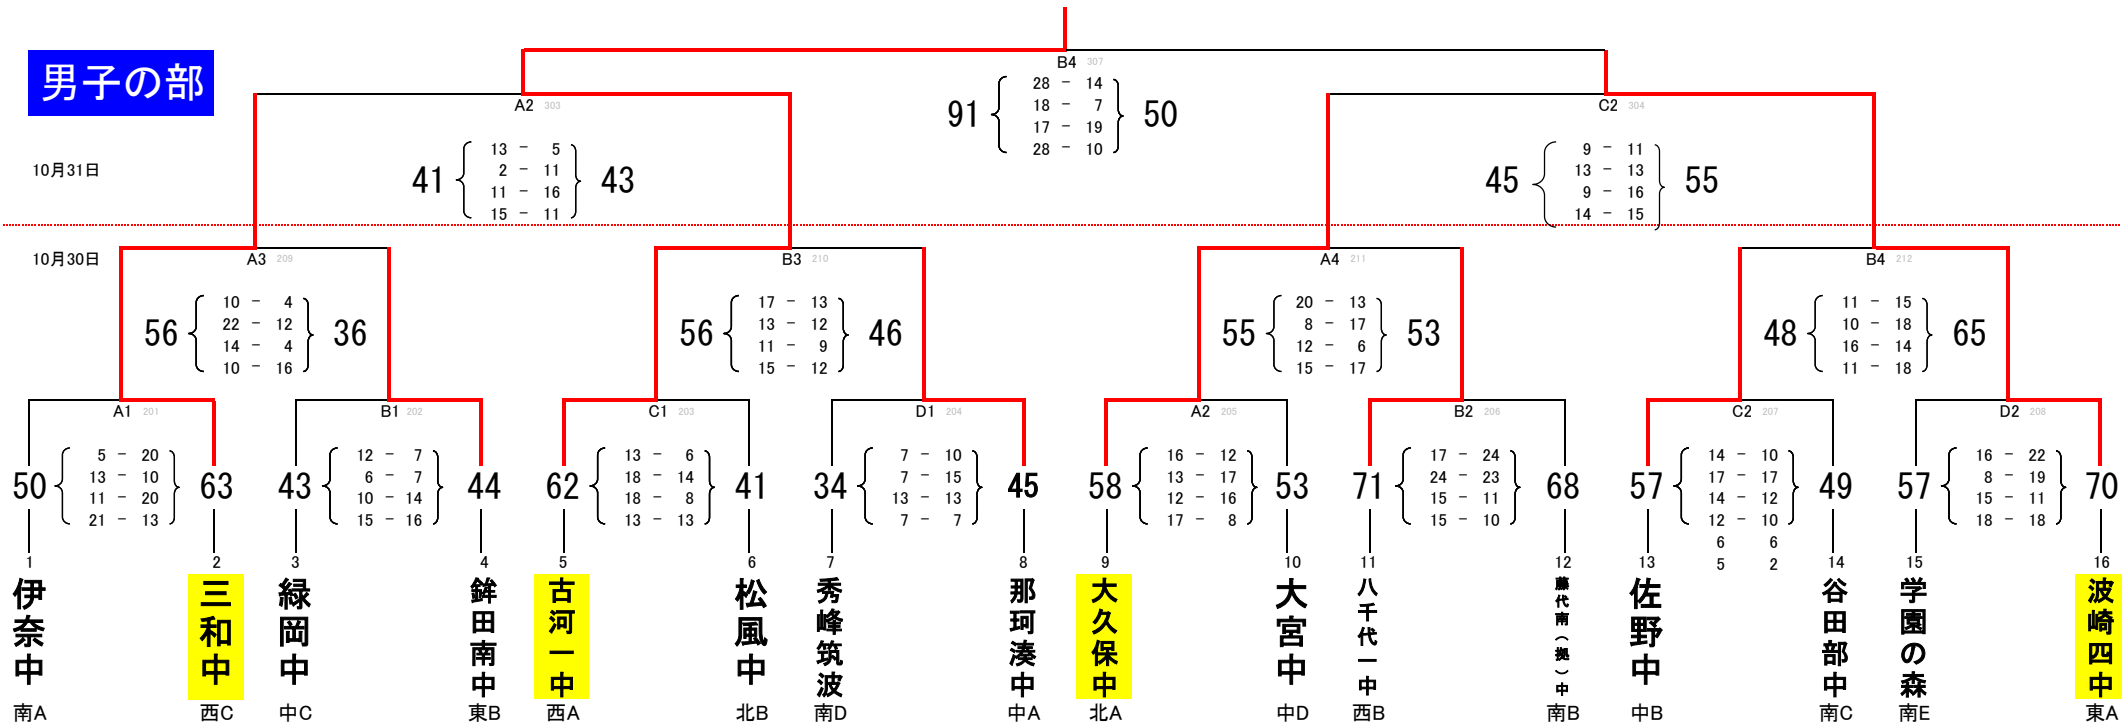 男子の部
B4 307
91 28 - 14 50
18 - 7
17 - 19
28 - 10
A2 303
41 13 - 5 43
2 - 11
11 - 16
15 - 11
C2 304
45 9 - 11 55
13 - 13
9 - 16
14 - 15
10月31日
10月30日
A3 209
56 10 - 4 36
22 - 12
14 - 4
10 - 16
B3 210
56 17 - 13 46
13 - 12
11 - 9
15 - 12
A4 211
55 20 - 13 53
8 - 17
12 - 6
15 - 17
B4 212
48 11 - 15 65
10 - 18
16 - 14
11 - 18
A1 201
50 5 - 20 63
13 - 10
11 - 20
21 - 13
B1 202
43 12 - 7 44
6 - 7
10 - 14
15 - 16
C1 203
62 13 - 6 41
18 - 14
18 - 8
13 - 13
D1 204
34 7 - 10 45
7 - 15
13 - 13
7 - 7
A2 205
58 16 - 12 53
13 - 17
12 - 16
17 - 8
B2 206
71 17 - 24 68
24 - 23
15 - 11
15 - 10
C2 207
57 14 - 10 49
17 - 17
14 - 12
12 - 10
6 6
5 2
D2 208
57 16 - 22 70
8 - 19
15 - 11
18 - 18
1
伊奈中
南A
2
三和中
西C
3
緑岡中
中C
4
鉾田南中
東B
5
古河一中
西A
6
松風中
北B
7
秀峰筑波
南D
8
那珂湊中
中A
9
大久保中
北A
10
大宮中
中D
11
八千代一中
西B
12
藤代南（拠）中
南B
13
佐野中
中B
14
谷田部中
南C
15
学園の森
南E
16
波崎四中
東A